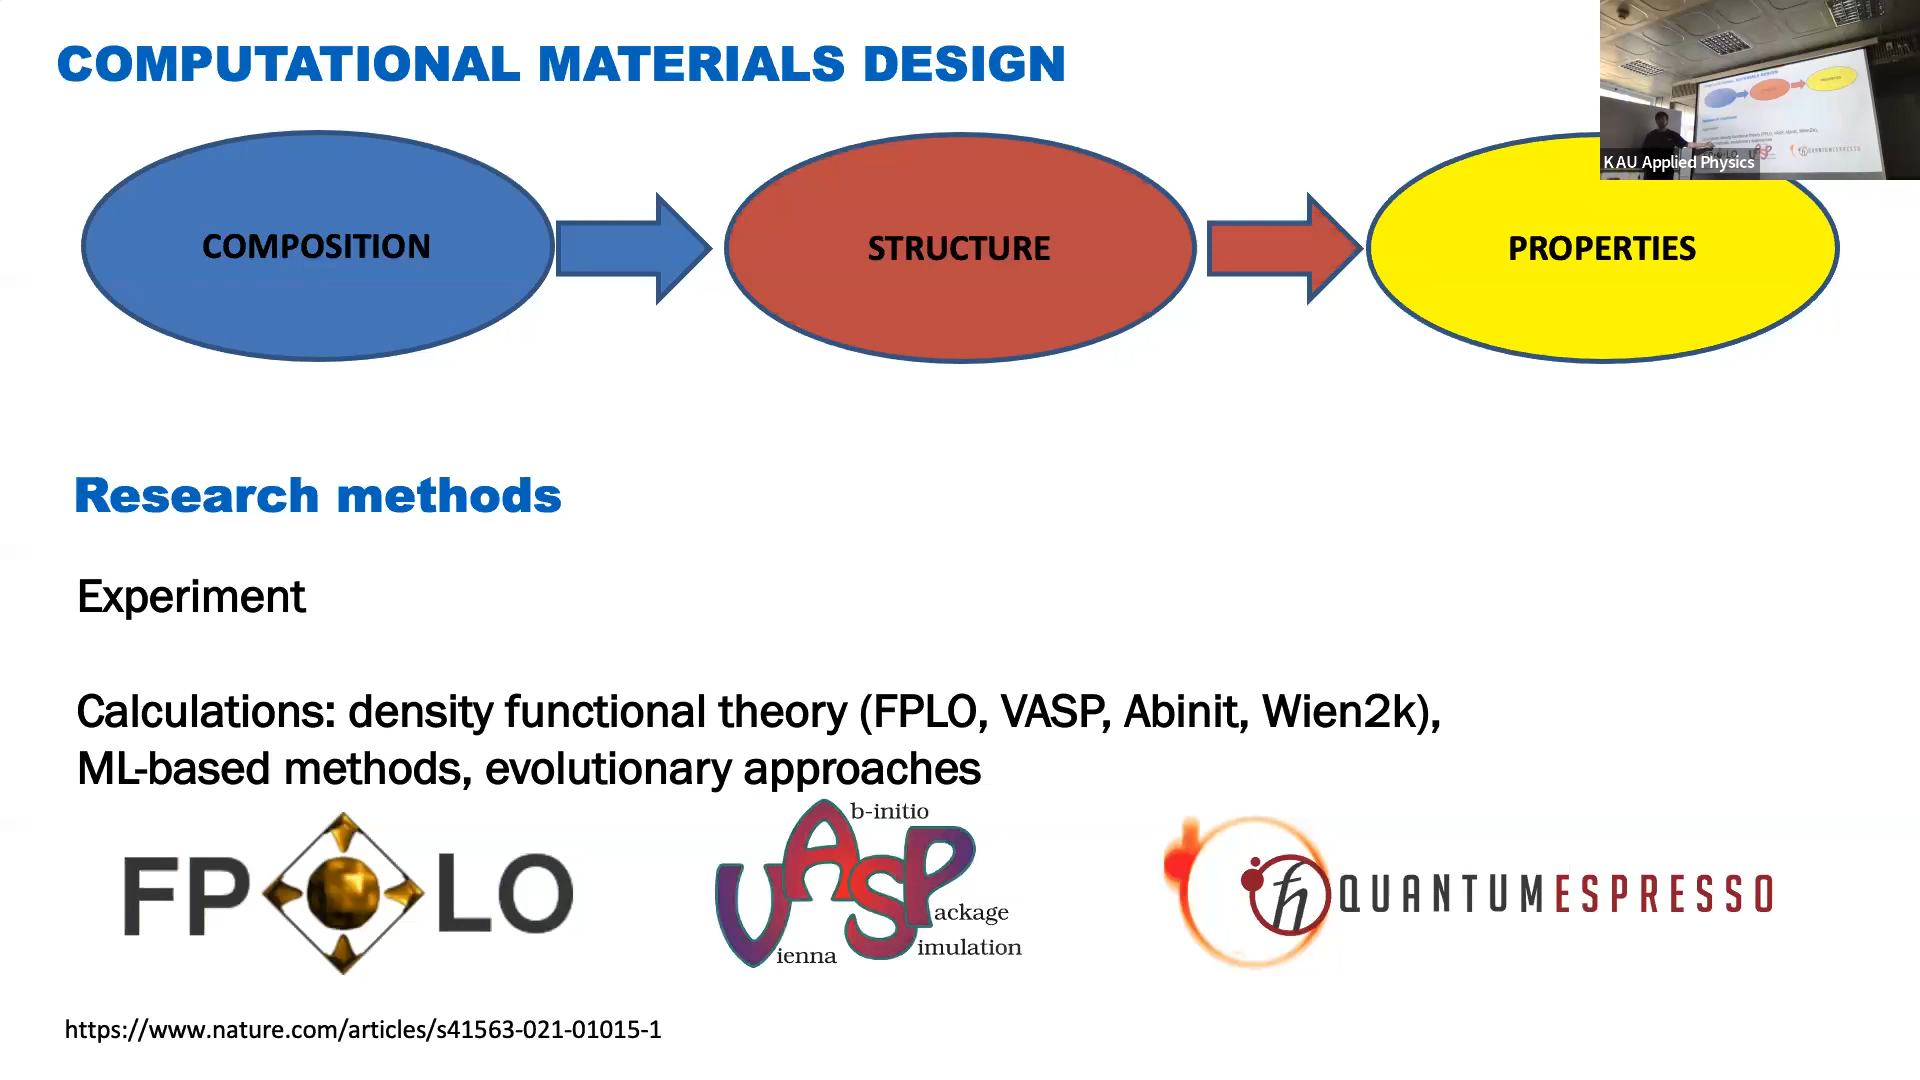 COMPUTATIONAL MATERIALS DESIGN
KAU Applied Physics
COMPOSITION
STRUCTURE
PROPERTIES
Research methods
Experiment
Calculations: density functional theory (FPLO, VASP, Abinit, Wien2k),
ML-based methods, evolutionary approaches
FPLO
VASP
b-initio
ackage
imulation
ienna
ħ QUANTUMESPRESSO
https://www.nature.com/articles/s41563-021-01015-1